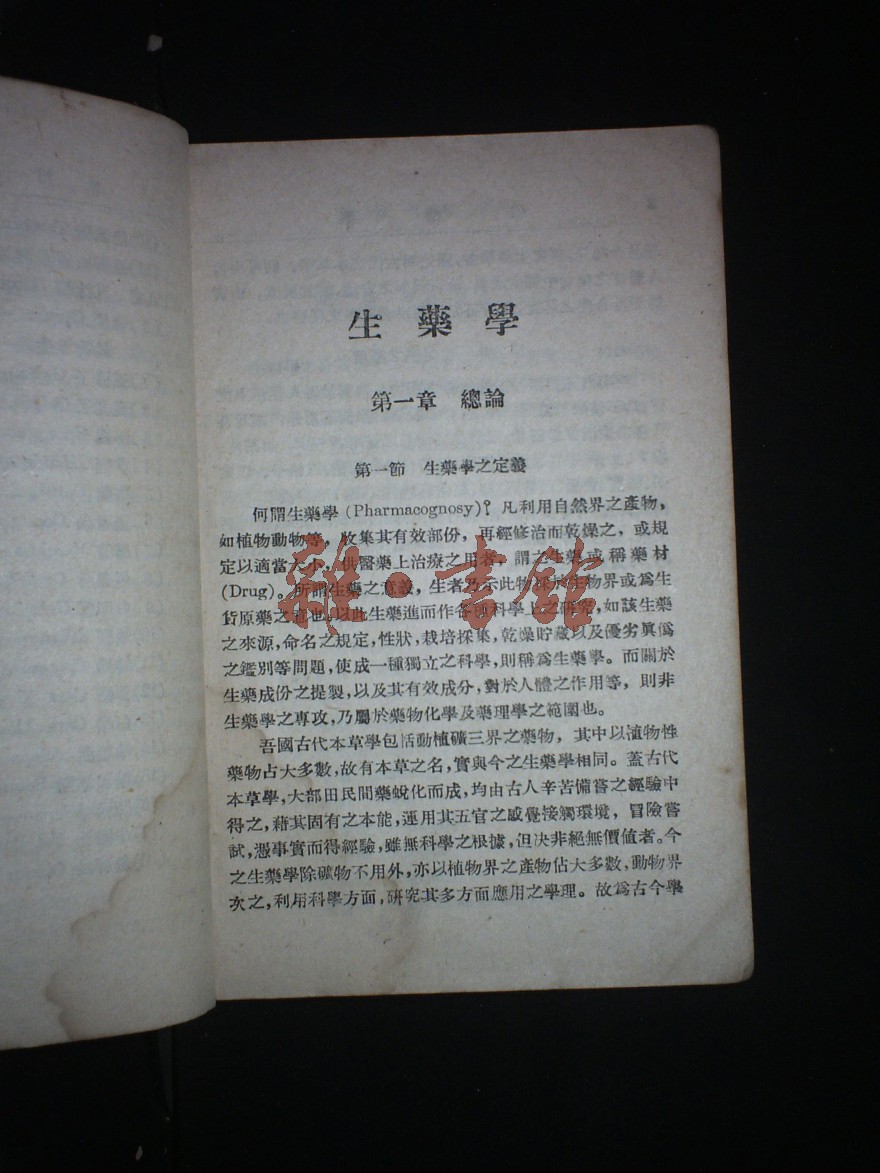 生藥學
第一章 總論
第一節 生藥學之定義
何謂生藥學 (Pharmacognosy)？凡利用自然界之產物，
如植物動物等，收集其有效部份，再經修治而乾燥之，或規
定以適當大小，供醫藥上治療之用者，謂之生藥或稱藥材
(Drug)。所謂生藥之意義，生者乃示此物採於生物界或爲生
貨原藥之意也。以此生藥進而作各種科學上之研究，如該生藥
之來源，命名之規定，性狀，栽培採集，乾燥貯藏以及優劣眞僞
之鑑別等問題，使成一種獨立之科學，則稱爲生藥學。而關於
生藥成份之提製，以及其有效成分，對於人體之作用等，則非
生藥學之專攻，乃屬於藥物化學及藥理學之範圍也。
吾國古代本草學包括動植礦三界之藥物，其中以植物性
藥物占大多數，故有本草之名，實與今之生藥學相同。蓋古代
本草學，大部由民間藥蛻化而成，均由古人辛苦備嘗之經驗中
得之，藉其固有之本能，運用其五官之感覺接觸環境，冒險嘗
試，憑事實而得經驗，雖無科學之根據，但决非絕無價値者。今
之生藥學除礦物不用外，亦以植物界之產物佔大多數，動物界
次之，利用科學方面，研究其多方面應用之學理。故爲古今學
雜·書館